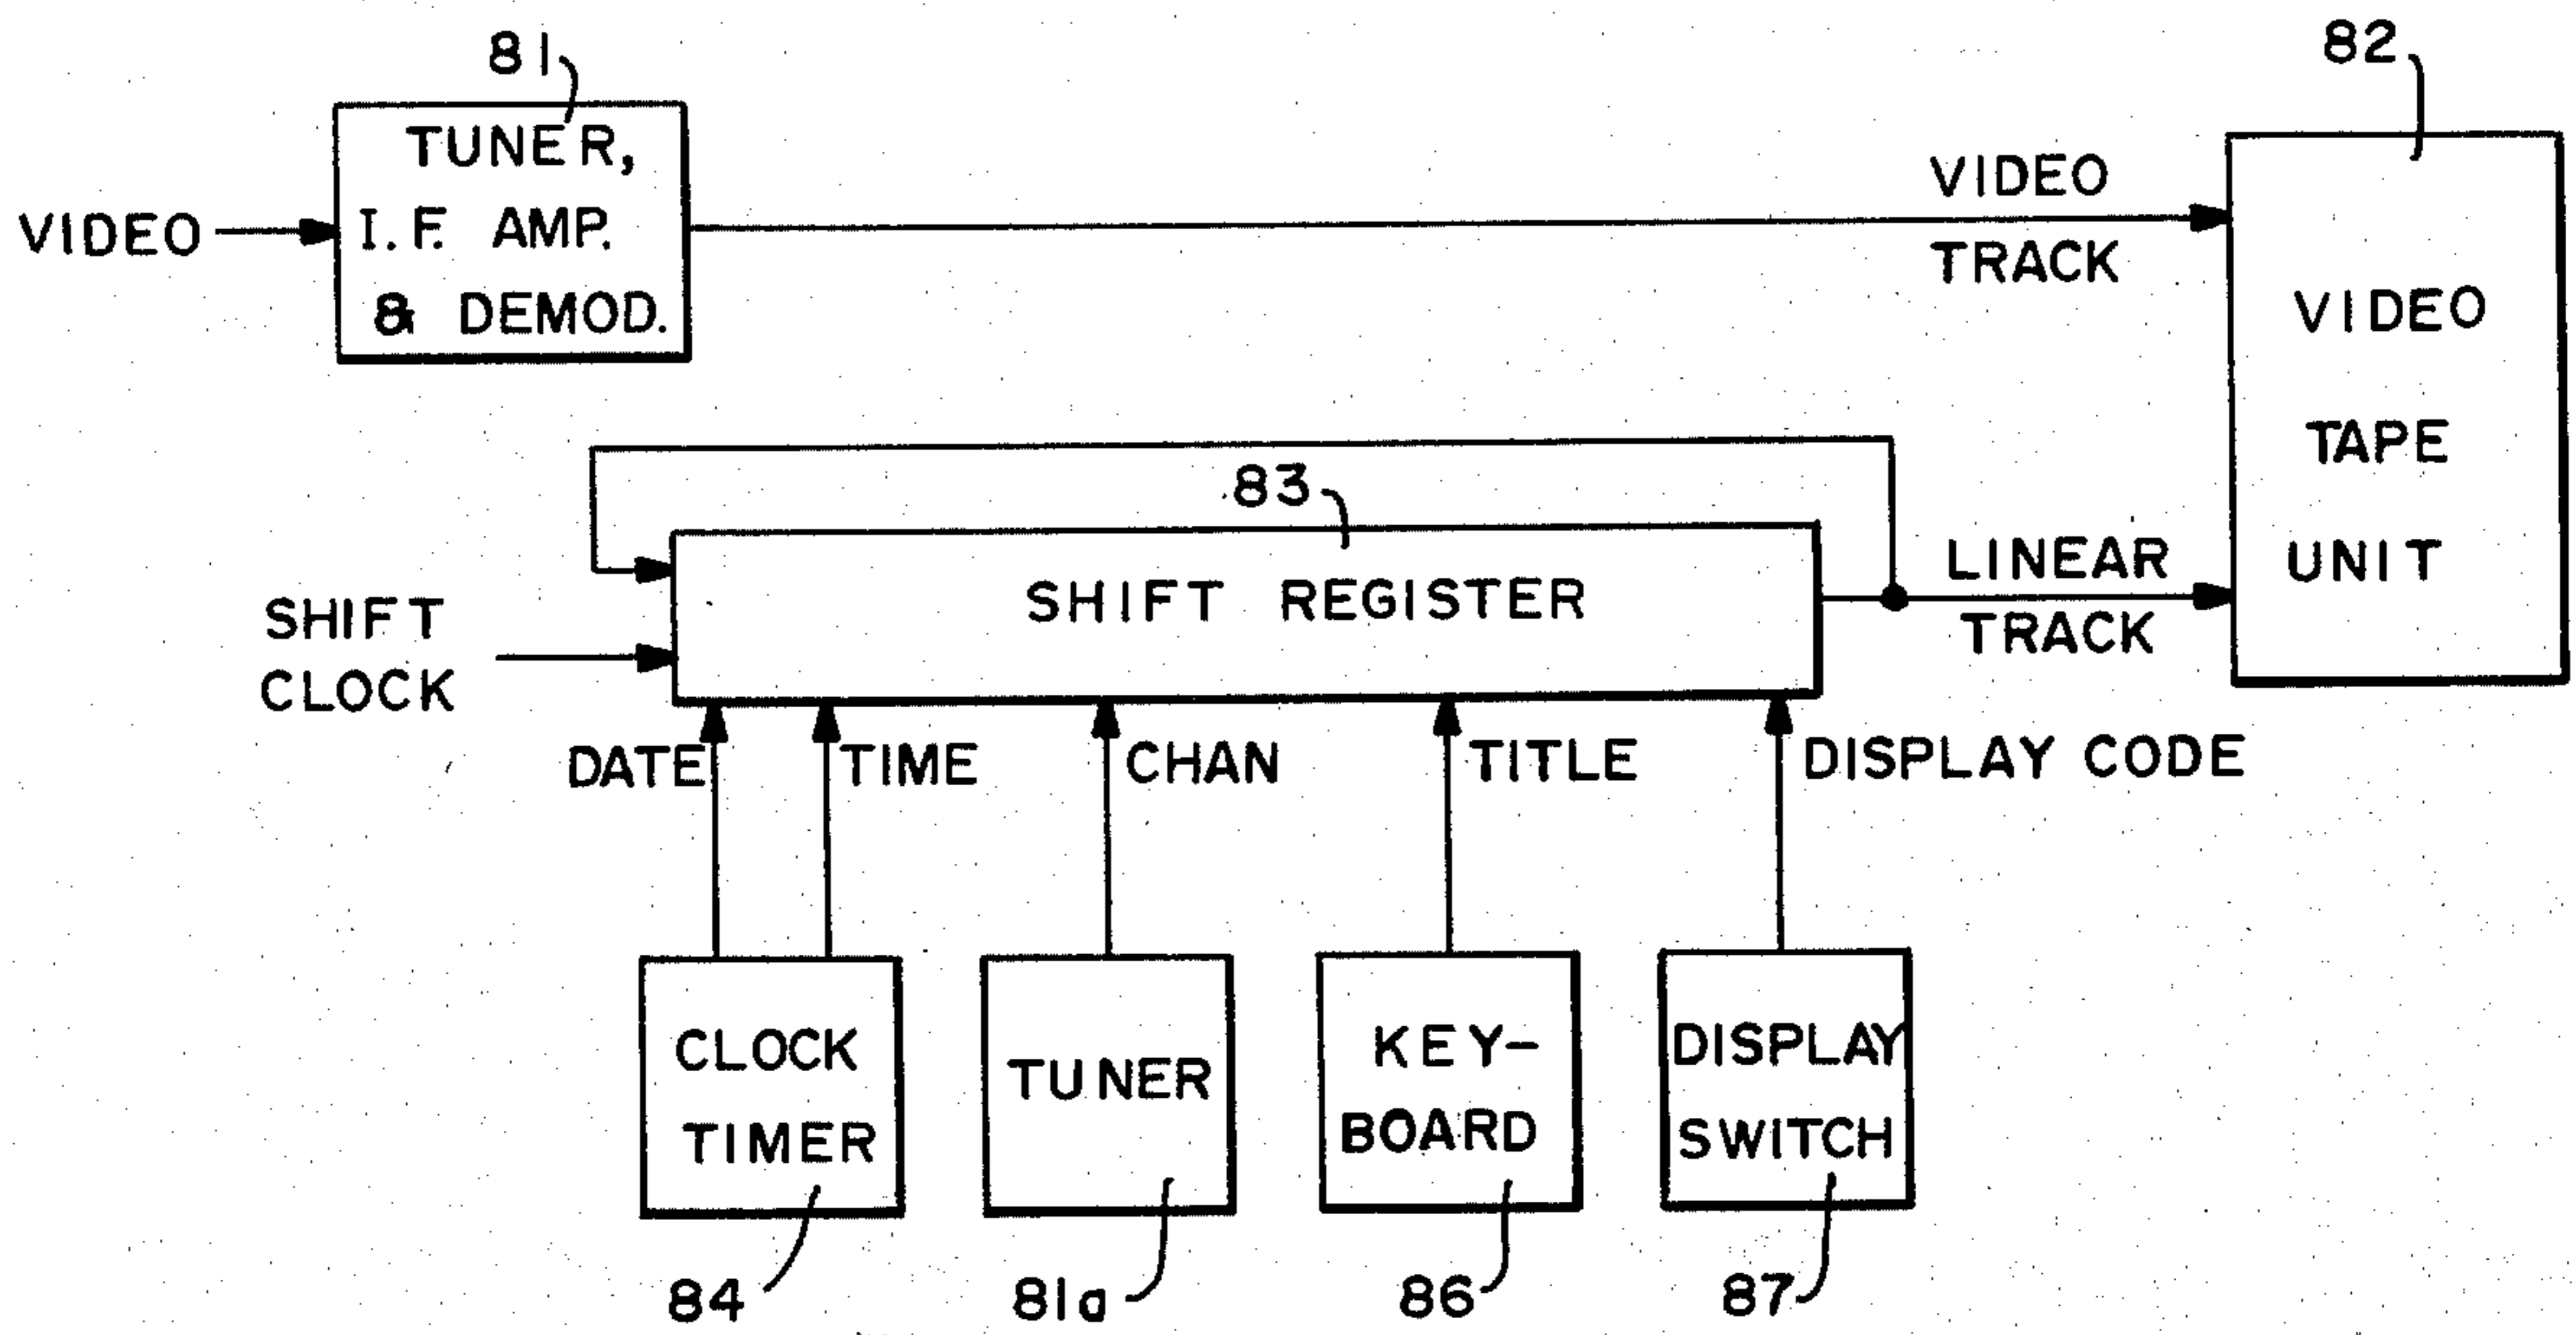 81
82
TUNER,
I.F. AMP.
& DEMOD.
VIDEO
VIDEO
TRACK
VIDEO
TAPE
UNIT
83
SHIFT REGISTER
SHIFT
CLOCK
LINEAR
TRACK
DATE
TIME
CHAN
TITLE
DISPLAY CODE
CLOCK
TIMER
TUNER
KEY-
BOARD
DISPLAY
SWITCH
84
81a
86
87